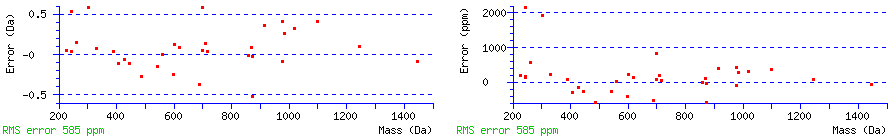 Error (Da)
0.5
-0
-0.5
200 400 600 800 1000 1200 1400
RMS error 585 ppm
Mass (Da)
Error (ppm)
2000
1000
0
200 400 600 800 1000 1200 1400
RMS error 585 ppm
Mass (Da)